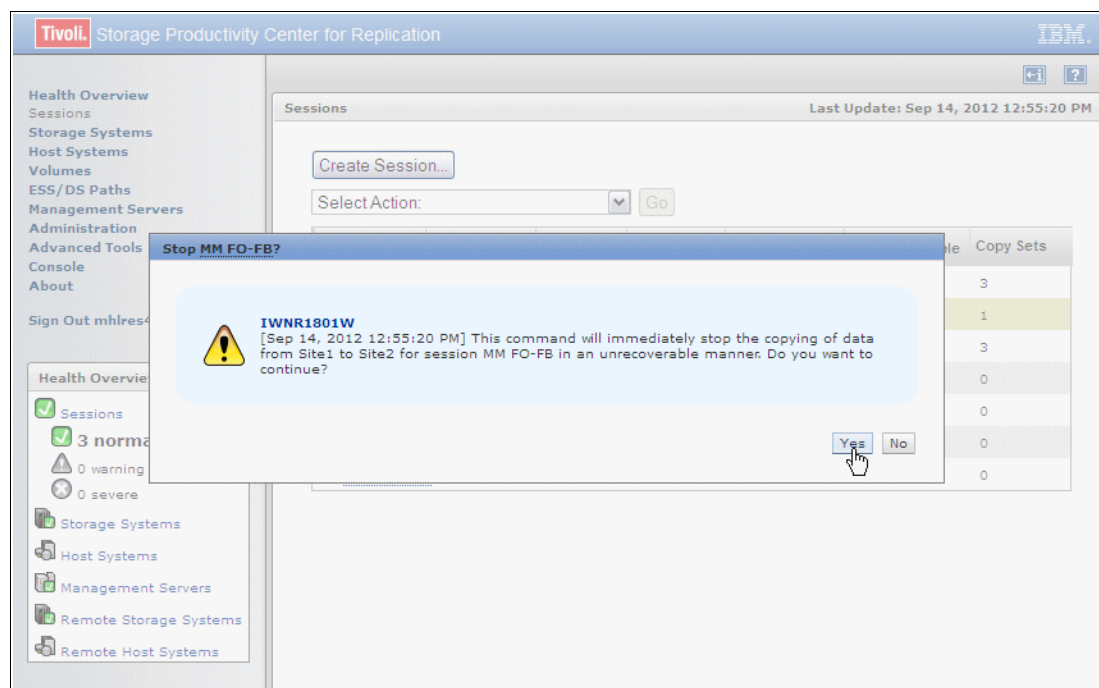 Tivoli. Storage Productivity Center for Replication
IBM.
Health Overview
Sessions
Storage Systems
Host Systems
Volumes
ESS/DS Paths
Management Servers
Administration
Advanced Tools
Console
About
Sign Out mhlres4
Health Overvie
Sessions
3 norma
0 warning
0 severe
Storage Systems
Host Systems
Management Servers
Remote Storage Systems
Remote Host Systems
?
Sessions
Last Update: Sep 14, 2012 12:55:20 PM
Create Session...
Select Action:
Go
Copy Sets
3
1
3
0
0
0
0
Stop MM FO-FB?
IWNR1801W
[Sep 14, 2012 12:55:20 PM] This command will immediately stop the copying of data
from Site1 to Site2 for session MM FO-FB in an unrecoverable manner. Do you want to
continue?
Yes
No